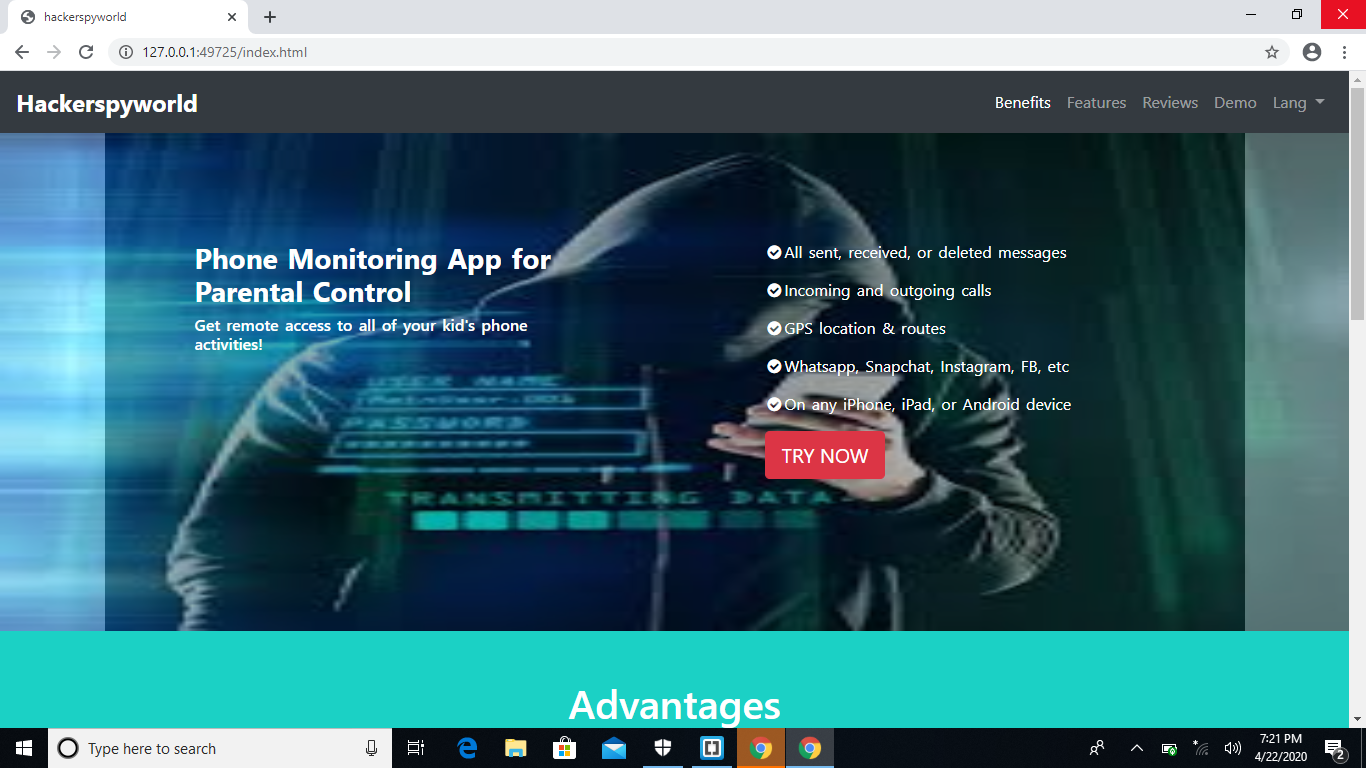 hackerspyworld
127.0.0.1:49725/index.html
Hackerspyworld
Benefits Features Reviews Demo Lang
Phone Monitoring App for
Parental Control
Get remote access to all of your kid's phone
activities!
All sent, received, or deleted messages
Incoming and outgoing calls
GPS location & routes
Whatsapp, Snapchat, Instagram, FB, etc
On any iPhone, iPad, or Android device
TRY NOW
USER NAME
PASSWORD
**********
TRANSMITTING DATA
Advantages
Type here to search
7:21 PM
4/22/2020
2